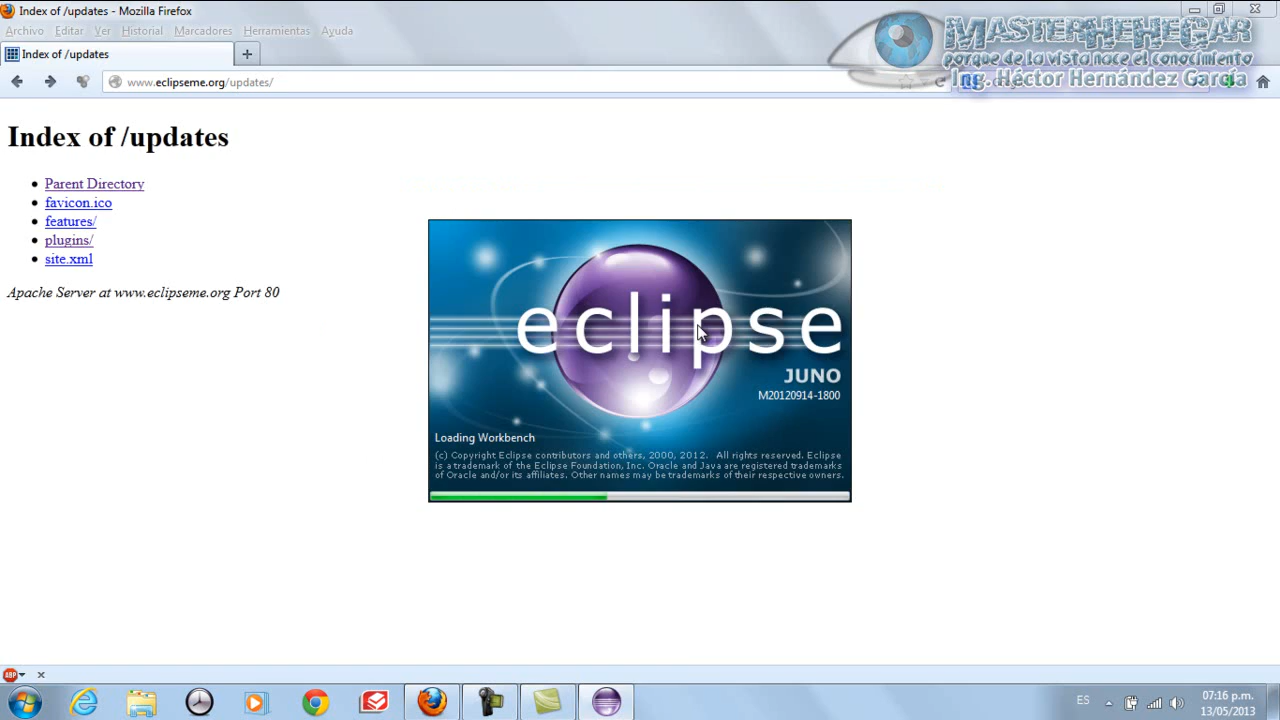 Index of /updates - Mozilla Firefox
Archivo Editar Ver Historial Marcadores Herramientas Ayuda
MASTERHEHEGAR
porque de la vista nace el conocimiento
Ing. Héctor Hernández García
Index of /updates
www.eclipseme.org/updates/
Index of /updates
Parent Directory
favicon.ico
features/
plugins/
site.xml
Apache Server at www.eclipseme.org Port 80
eclipse
JUNO
M20120914-1800
Loading Workbench
(c) Copyright Eclipse contributors and others, 2000, 2012. All rights reserved. Eclipse
is a trademark of the Eclipse Foundation, Inc. Oracle and Java are registered trademarks
of Oracle and/or its affiliates. Other names may be trademarks of their respective owners.
ABP
ES
07:16 p.m.
13/05/2013